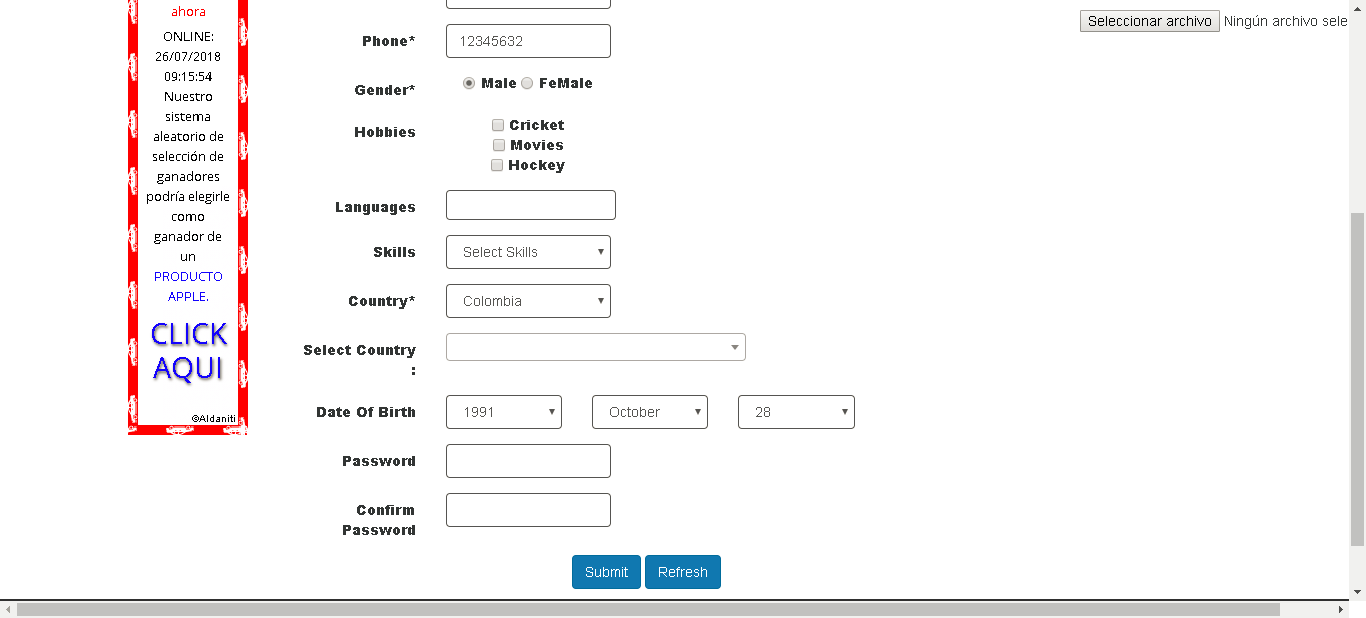 ahora
ONLINE:
26/07/2018
09:15:54
Nuestro
sistema
aleatorio de
selección de
ganadores
podría elegirle
como
ganador de
un
PRODUCTO
APPLE.
CLICK
AQUI
©Aldaniti
Seleccionar archivo Ningún archivo sele
Phone* 12345632
Gender* Male FeMale
Hobbies Cricket
Movies
Hockey
Languages
Skills Select Skills
Country* Colombia
Select Country
:
Date Of Birth 1991 October 28
Password
Confirm
Password
Submit Refresh